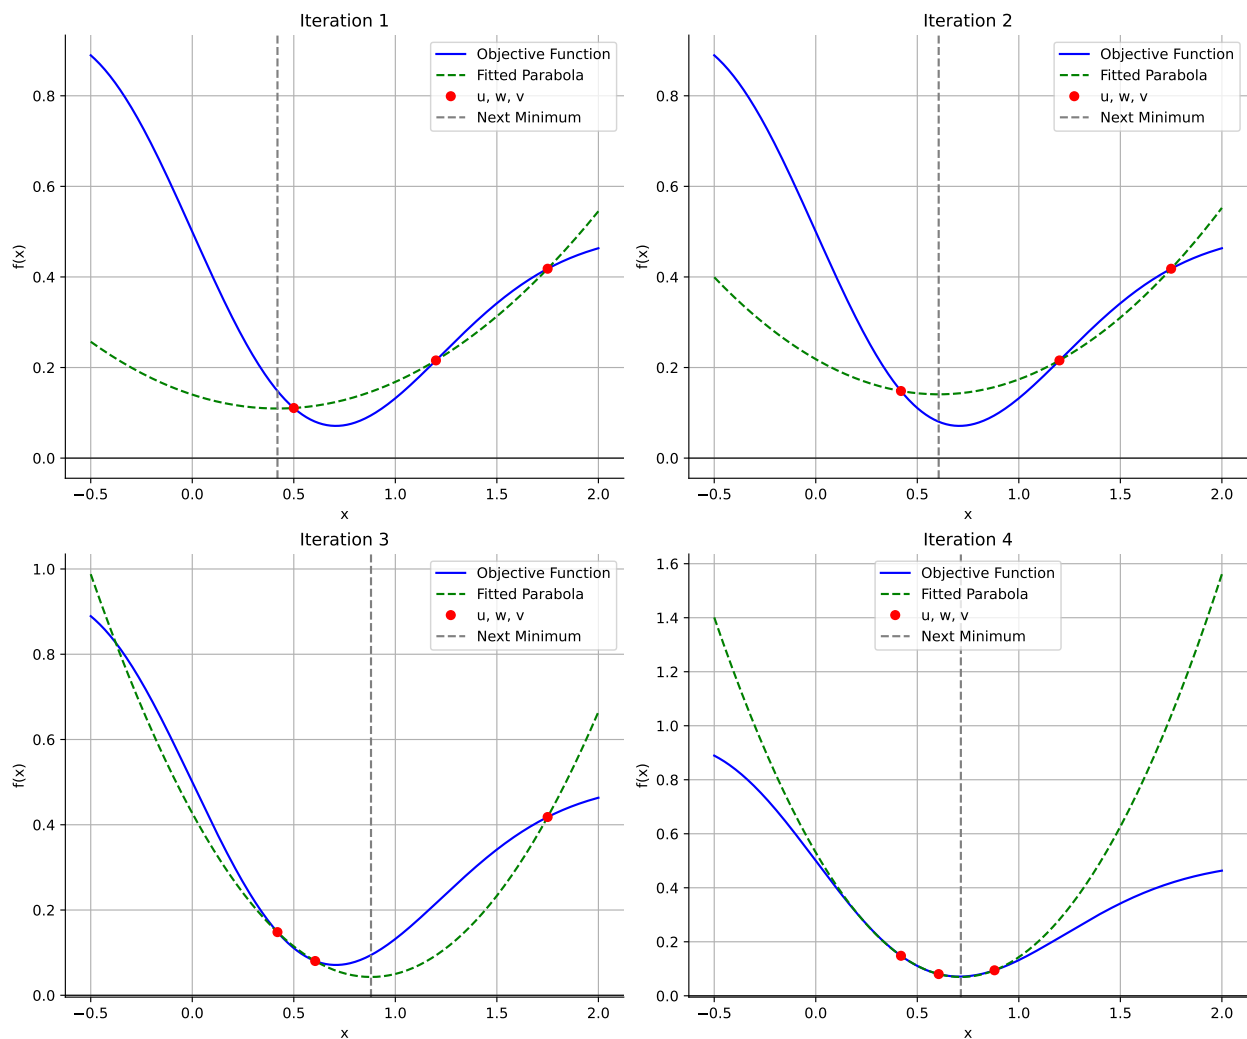 Iteration 1
Objective Function
Fitted Parabola
u, w, v
Next Minimum
f(x)
0.8
0.6
0.4
0.2
0.0
−0.5 0.0 0.5 1.0 1.5 2.0
x
Iteration 2
Objective Function
Fitted Parabola
u, w, v
Next Minimum
f(x)
0.8
0.6
0.4
0.2
0.0
−0.5 0.0 0.5 1.0 1.5 2.0
x
Iteration 3
Objective Function
Fitted Parabola
u, w, v
Next Minimum
f(x)
1.0
0.8
0.6
0.4
0.2
0.0
−0.5 0.0 0.5 1.0 1.5 2.0
x
Iteration 4
Objective Function
Fitted Parabola
u, w, v
Next Minimum
f(x)
1.6
1.4
1.2
1.0
0.8
0.6
0.4
0.2
0.0
−0.5 0.0 0.5 1.0 1.5 2.0
x